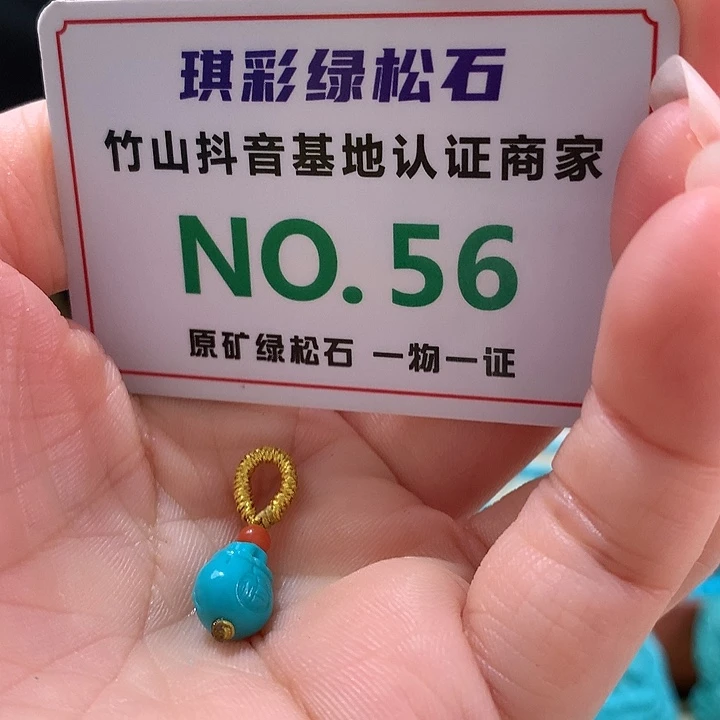 琪彩绿松石
竹山抖音基地认证商家
NO.56
原矿绿松石 一物一证